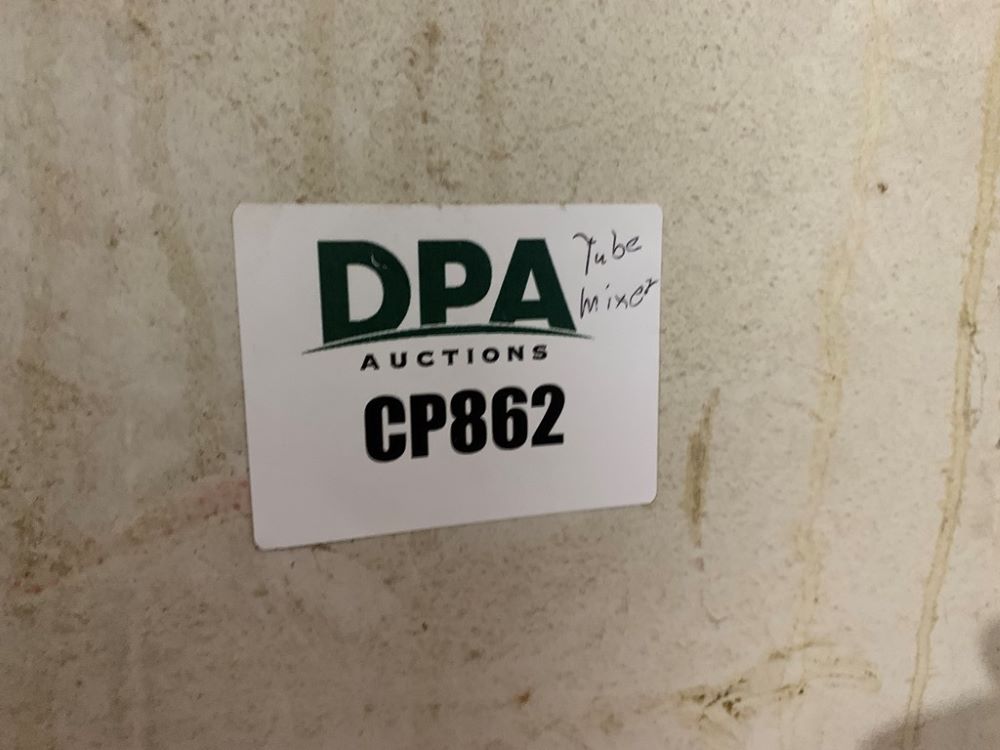 DPA
Tube
mixer
AUCTIONS
CP862